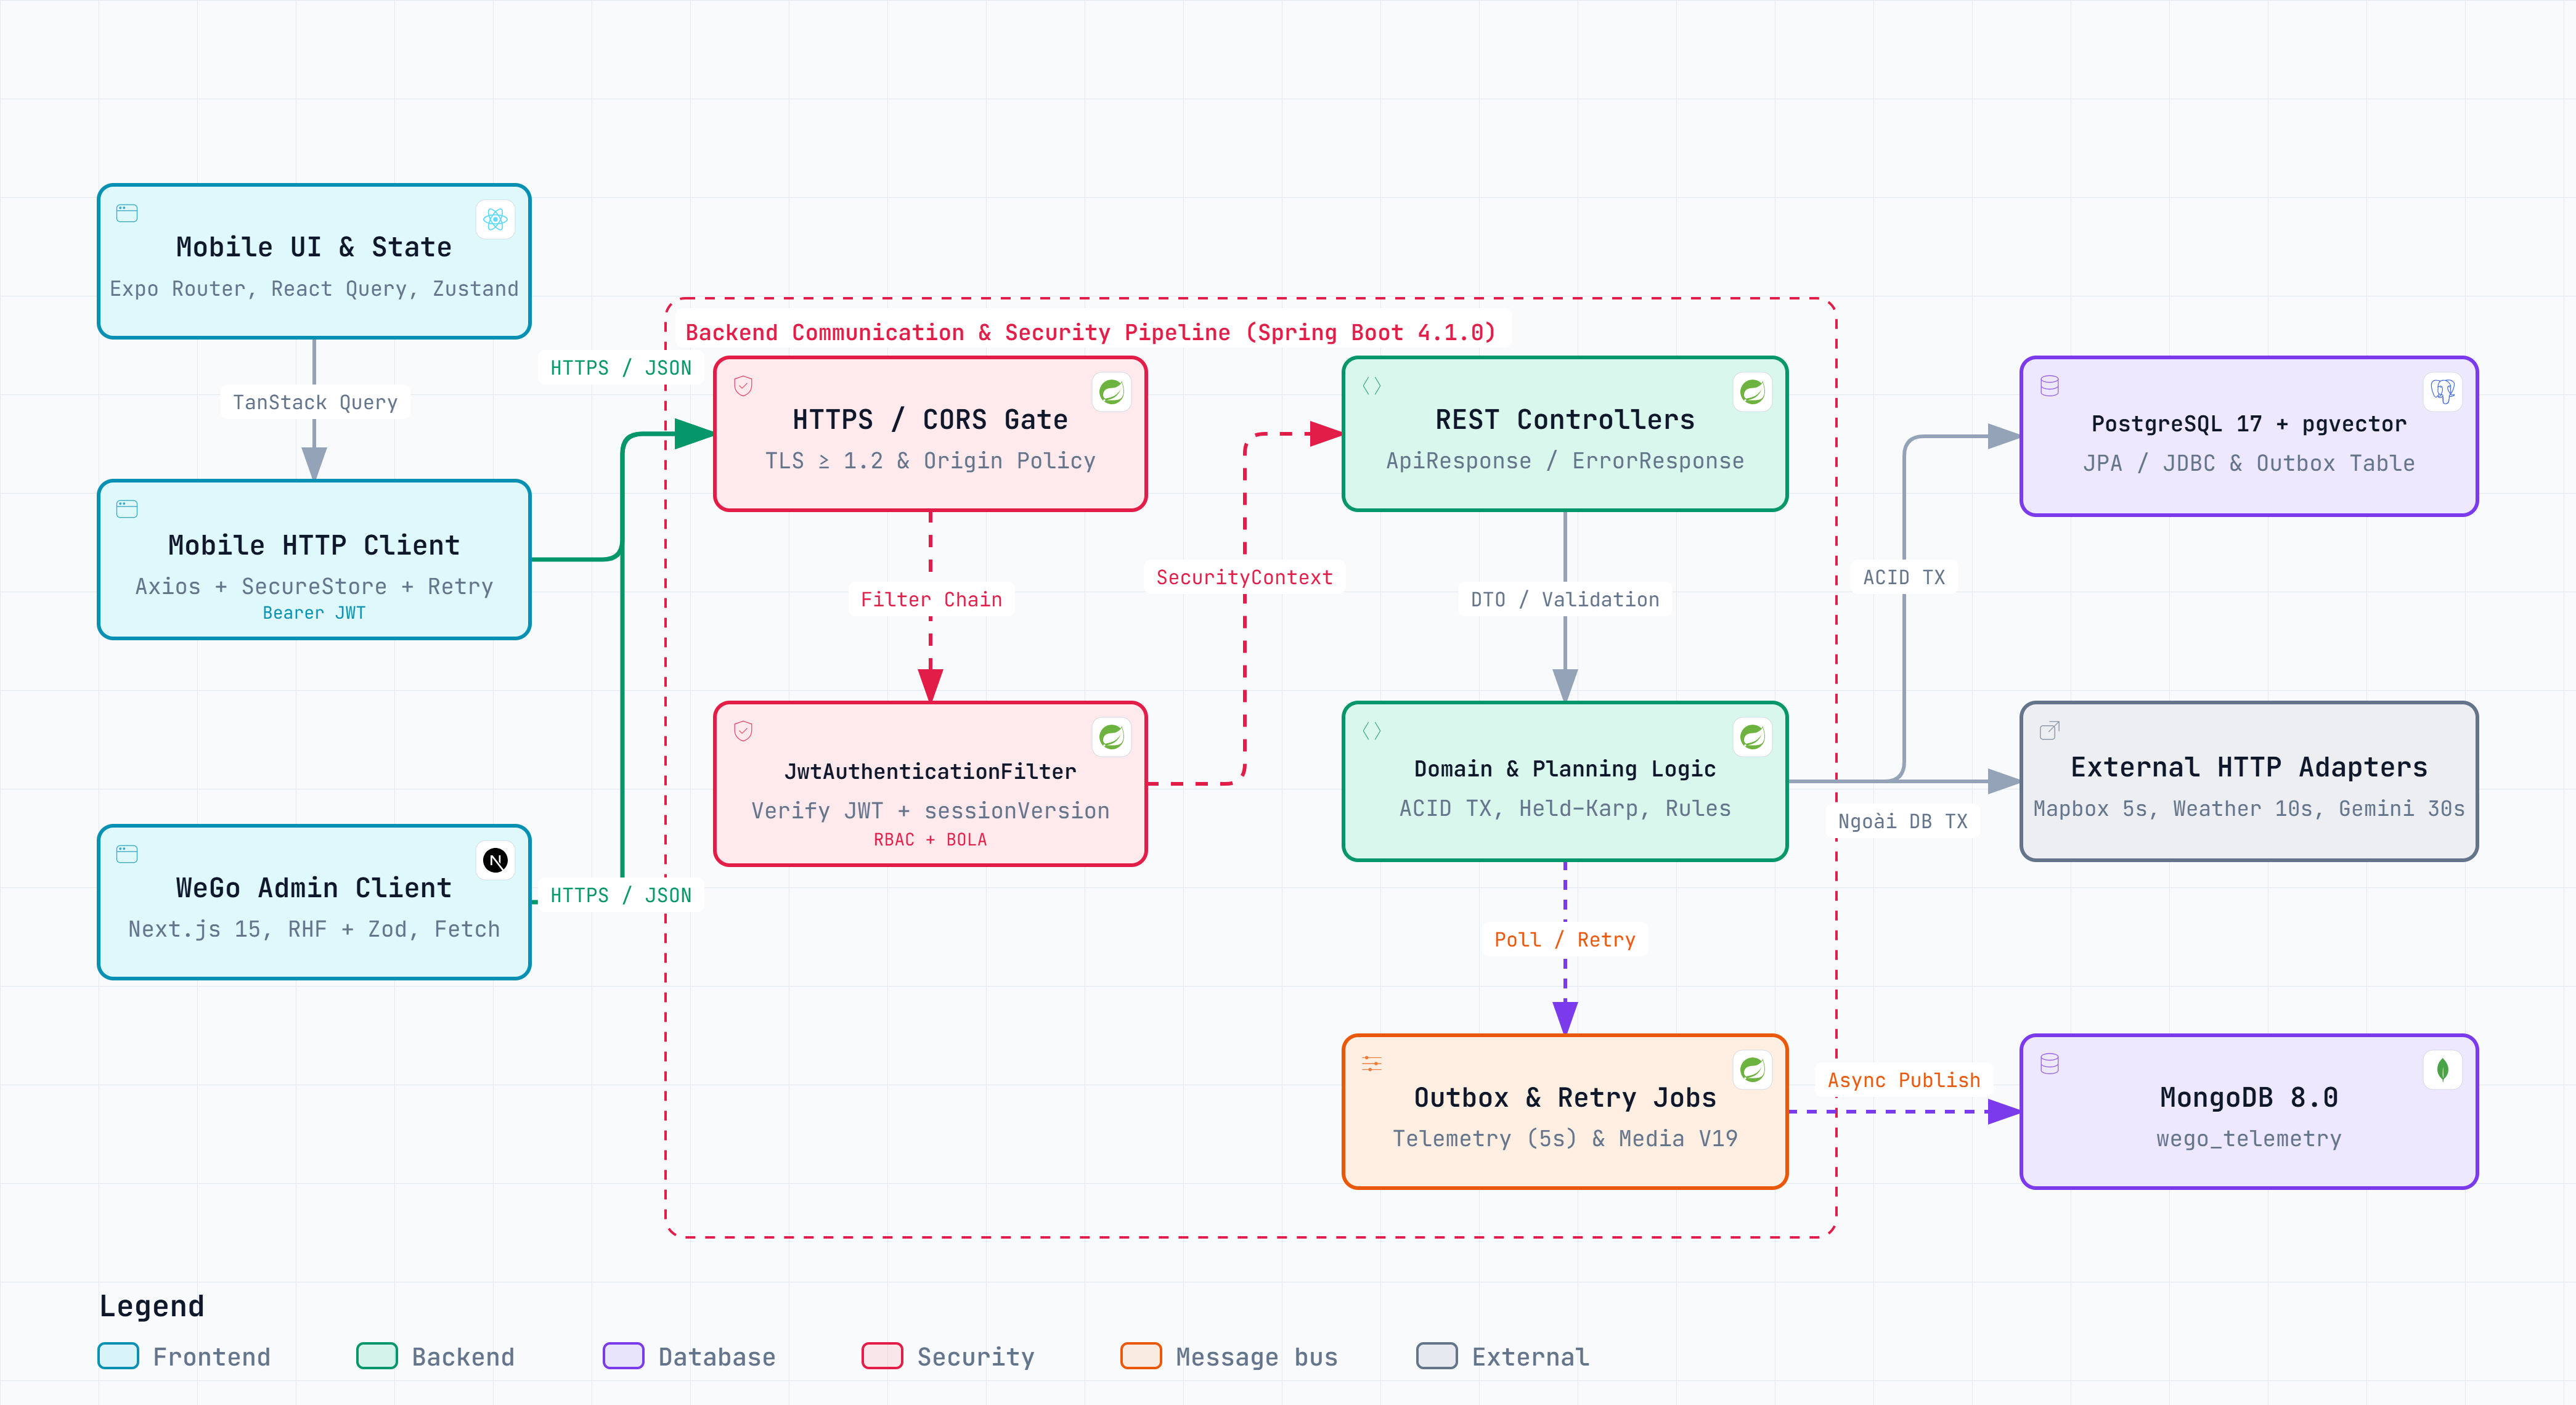 Mobile UI & State
Expo Router, React Query, Zustand
TanStack Query
Mobile HTTP Client
Axios + SecureStore + Retry
Bearer JWT
WeGo Admin Client
Next.js 15, RHF + Zod, Fetch
HTTPS / JSON
HTTPS / JSON
Backend Communication & Security Pipeline (Spring Boot 4.1.0)
HTTPS / CORS Gate
TLS ≥ 1.2 & Origin Policy
Filter Chain
JwtAuthenticationFilter
Verify JWT + sessionVersion
RBAC + BOLA
SecurityContext
REST Controllers
ApiResponse / ErrorResponse
DTO / Validation
Domain & Planning Logic
ACID TX, Held-Karp, Rules
Poll / Retry
Outbox & Retry Jobs
Telemetry (5s) & Media V19
ACID TX
Ngoài DB TX
Async Publish
PostgreSQL 17 + pgvector
JPA / JDBC & Outbox Table
External HTTP Adapters
Mapbox 5s, Weather 10s, Gemini 30s
MongoDB 8.0
wego_telemetry
Legend
Frontend
Backend
Database
Security
Message bus
External